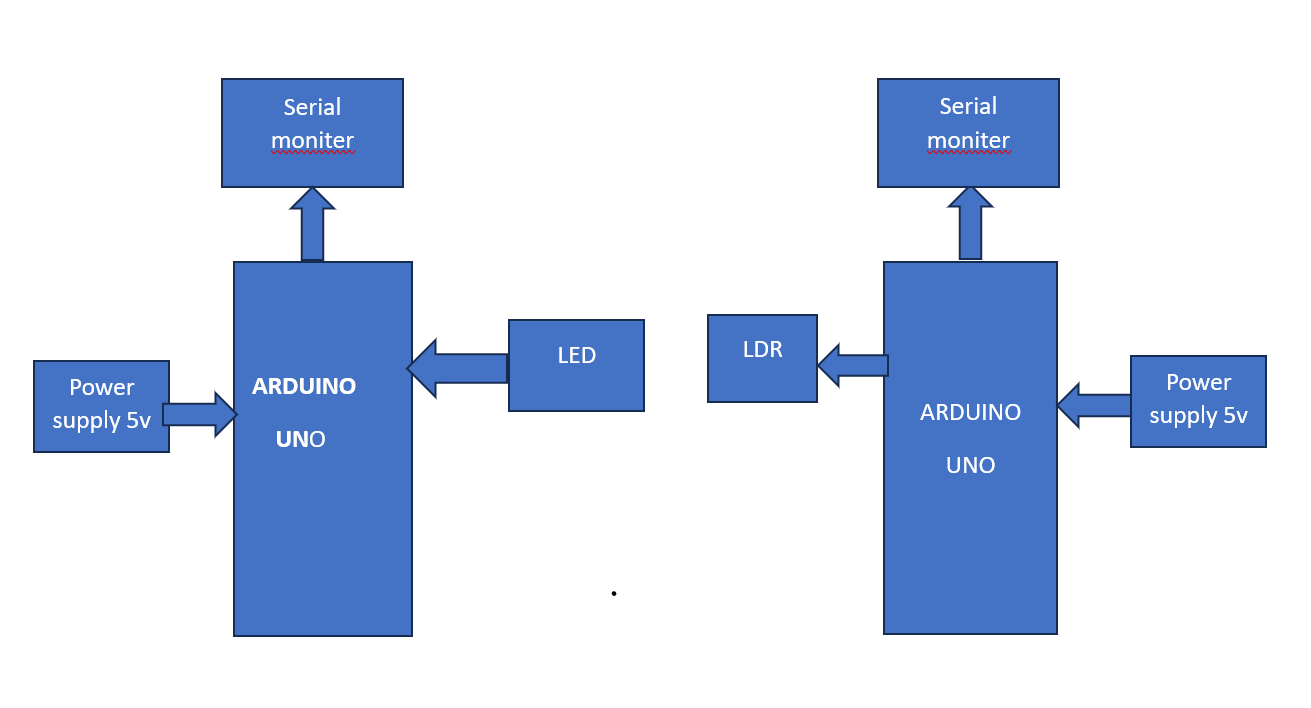 Serial
moniter
Serial
moniter
LED
LDR
Power
supply 5v
ARDUINO
UNO
ARDUINO
UNO
Power
supply 5v
.